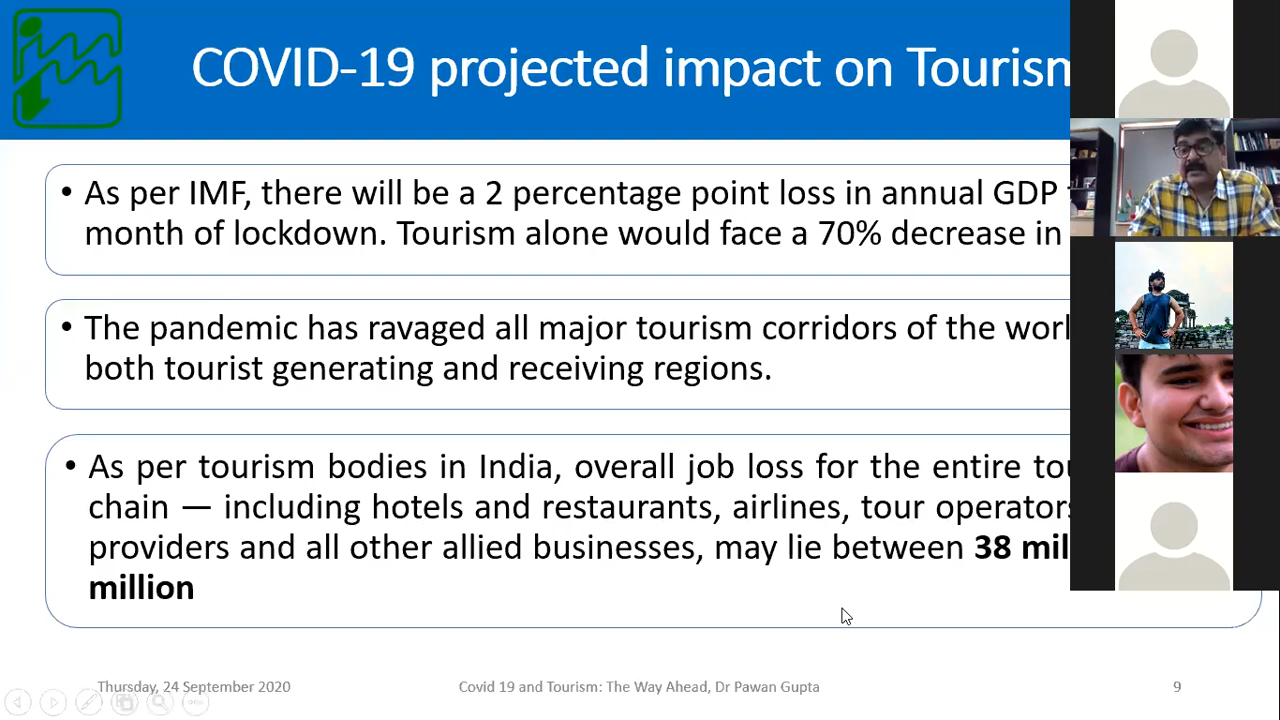 COVID-19 projected impact on Tourism
• As per IMF, there will be a 2 percentage point loss in annual GDP
month of lockdown. Tourism alone would face a 70% decrease in
• The pandemic has ravaged all major tourism corridors of the worl
both tourist generating and receiving regions.
• As per tourism bodies in India, overall job loss for the entire tou
chain — including hotels and restaurants, airlines, tour operators
providers and all other allied businesses, may lie between 38 mil
million
Thursday, 24 September 2020
Covid 19 and Tourism: The Way Ahead, Dr Pawan Gupta
9